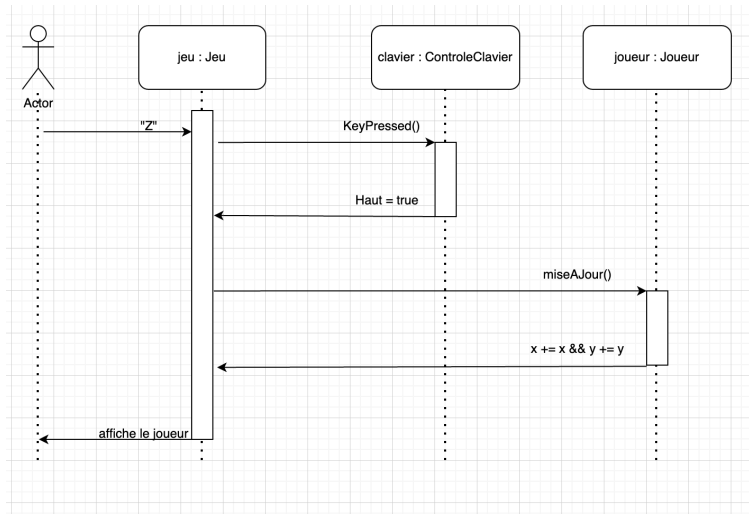 jeu : Jeu
clavier : ControleClavier
joueur : Joueur
Actor
"Z"
KeyPressed()
Haut = true
miseAJour()
x += x && y += y
affiche le joueur